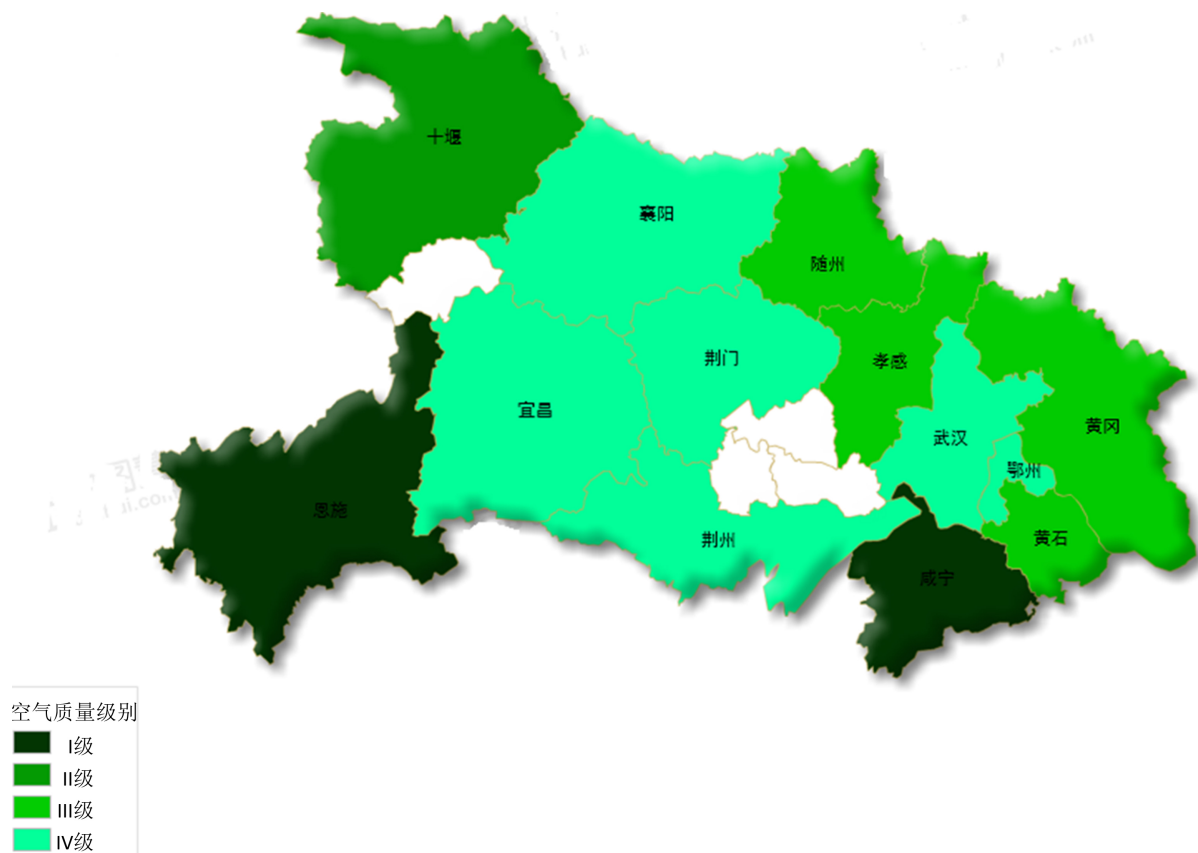 十堰
襄阳
随州
荆门
孝感
宜昌
黄冈
武汉
鄂州
恩施
荆州
黄石
咸宁
空气质量级别
I级
II级
III级
IV级